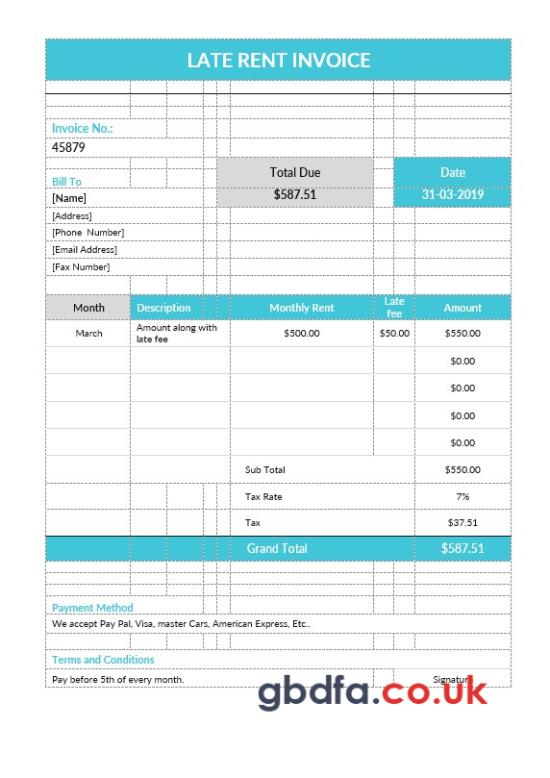 LATE RENT INVOICE
Invoice No.:
45879
Total Due
Date
Bill To
$587.51
31-03-2019
[Name]
[Address]
[Phone  Number]
[Email Address]
[Fax Number]
Month Description Monthly Rent Late fee Amount
March Amount along with late fee $500.00 $50.00 $550.00
$0.00
$0.00
$0.00
$0.00
Sub Total $550.00
Tax Rate 7%
Tax $37.51
Grand Total $587.51
Payment Method
We accept Pay Pal, Visa, master Cars, American Express, Etc..
Terms and Conditions
Pay before 5th of every month. Signature
gbdfa.co.uk